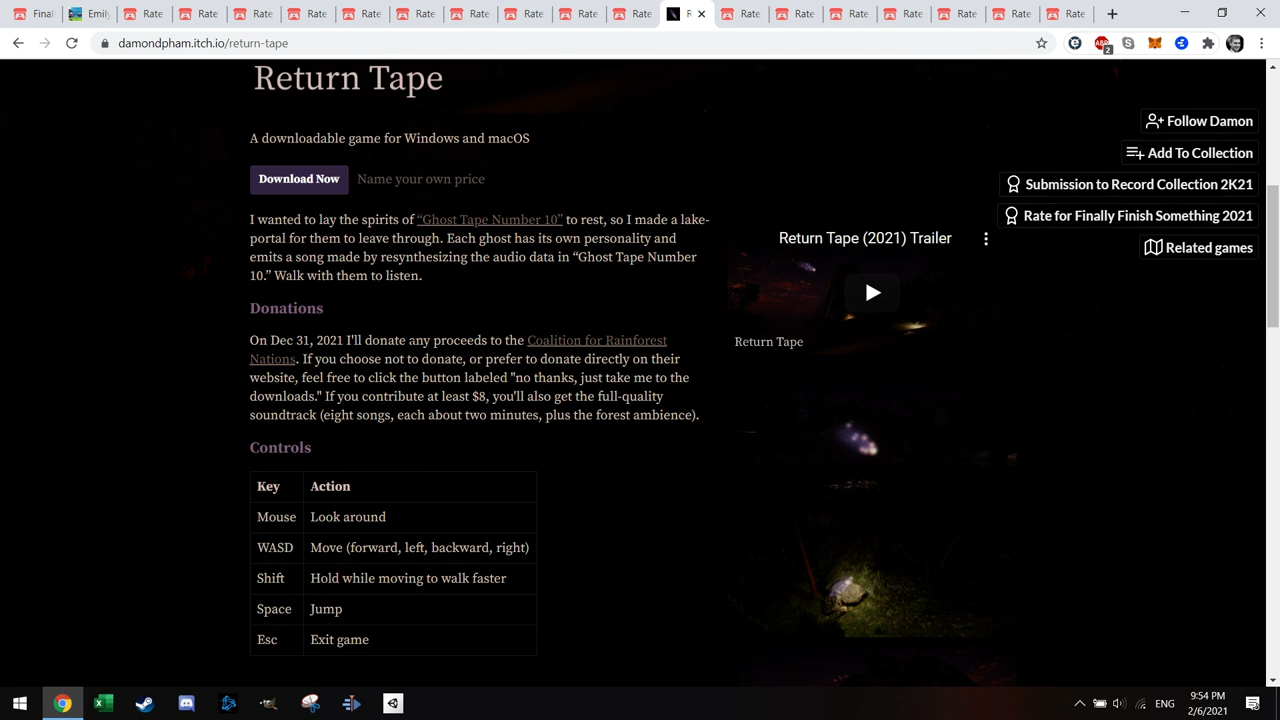 Final
Emily
Rate
Rate
Rate
Rate
Rate
Rate
Rate
Rate
Rate
Rate
R
Rate
Rate
Rate
Rate
Rate
Rate
Rate
damondpham.itch.io/return-tape
2
Return Tape
A downloadable game for Windows and macOS
Download Now Name your own price
I wanted to lay the spirits of “Ghost Tape Number 10” to rest, so I made a lake-
portal for them to leave through. Each ghost has its own personality and
emits a song made by resynthesizing the audio data in “Ghost Tape Number
10.” Walk with them to listen.
Donations
On Dec 31, 2021 I'll donate any proceeds to the Coalition for Rainforest
Nations. If you choose not to donate, or prefer to donate directly on their
website, feel free to click the button labeled "no thanks, just take me to the
downloads." If you contribute at least $8, you'll also get the full-quality
soundtrack (eight songs, each about two minutes, plus the forest ambience).
Controls
Key Action
Mouse Look around
WASD Move (forward, left, backward, right)
Shift Hold while moving to walk faster
Space Jump
Esc Exit game
Return Tape (2021) Trailer
Return Tape
Follow Damon
Add To Collection
Submission to Record Collection 2K21
Rate for Finally Finish Something 2021
Related games
ENG
9:54 PM
2/6/2021